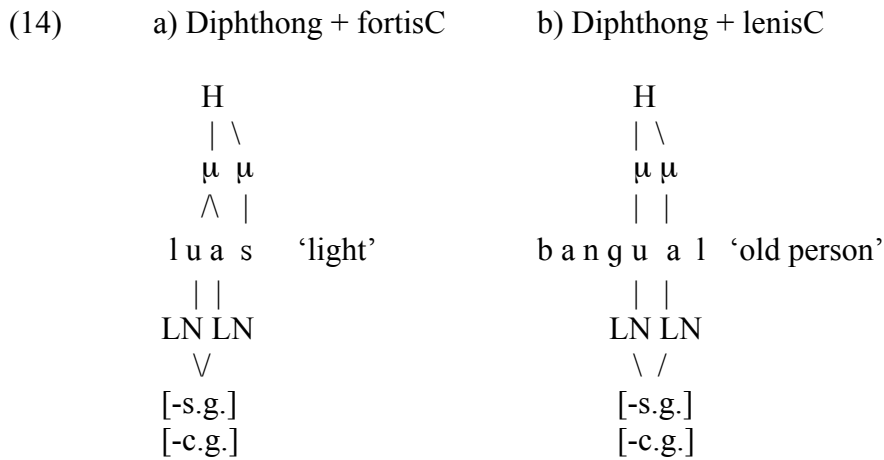 (14) a) Diphthong + fortisC b) Diphthong + lenisC
H H
| \ | \
μ μ μ μ
/\ | | |
l u a s ‘light’ b a n g u a l ‘old person’
| | | |
LN LN LN LN
\/ \ /
[-s.g.] [-s.g.]
[-c.g.] [-c.g.]